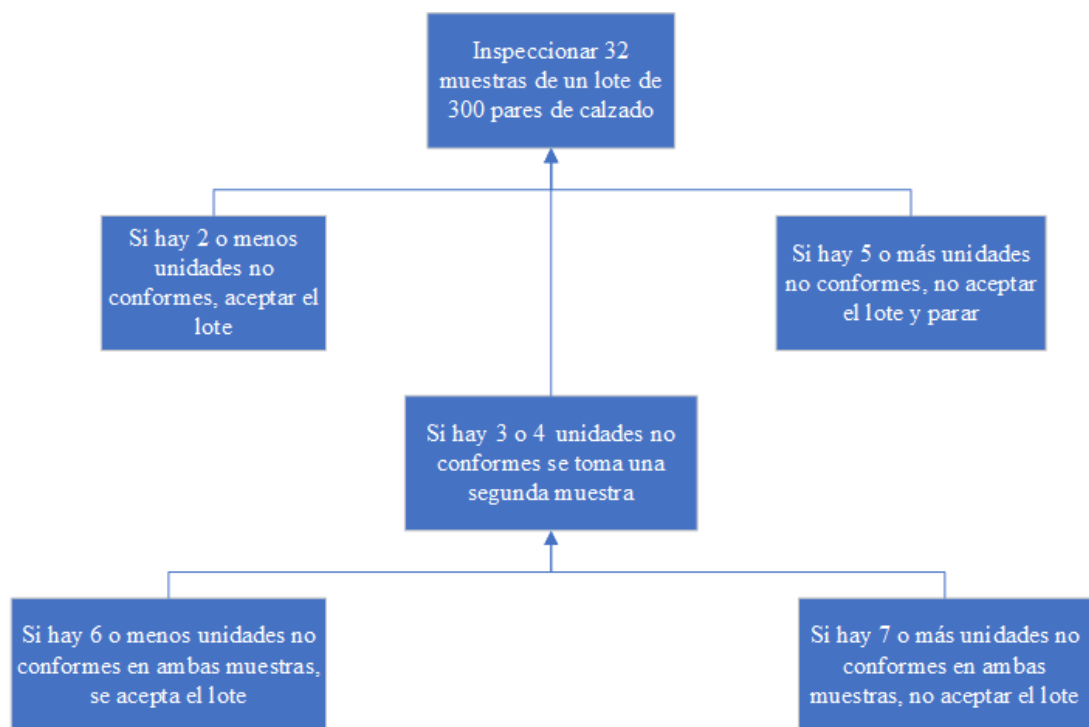 Inspeccionar 32
muestras de un lote de
300 pares de calzado
Si hay 2 o menos
unidades no
conformes, aceptar el
lote
Si hay 5 o más unidades
no conformes, no aceptar
el lote y parar
Si hay 3 o 4 unidades no
conformes se toma una
segunda muestra
Si hay 6 o menos unidades no
conformes en ambas muestras,
se acepta el lote
Si hay 7 o más unidades no
conformes en ambas
muestras, no aceptar el lote